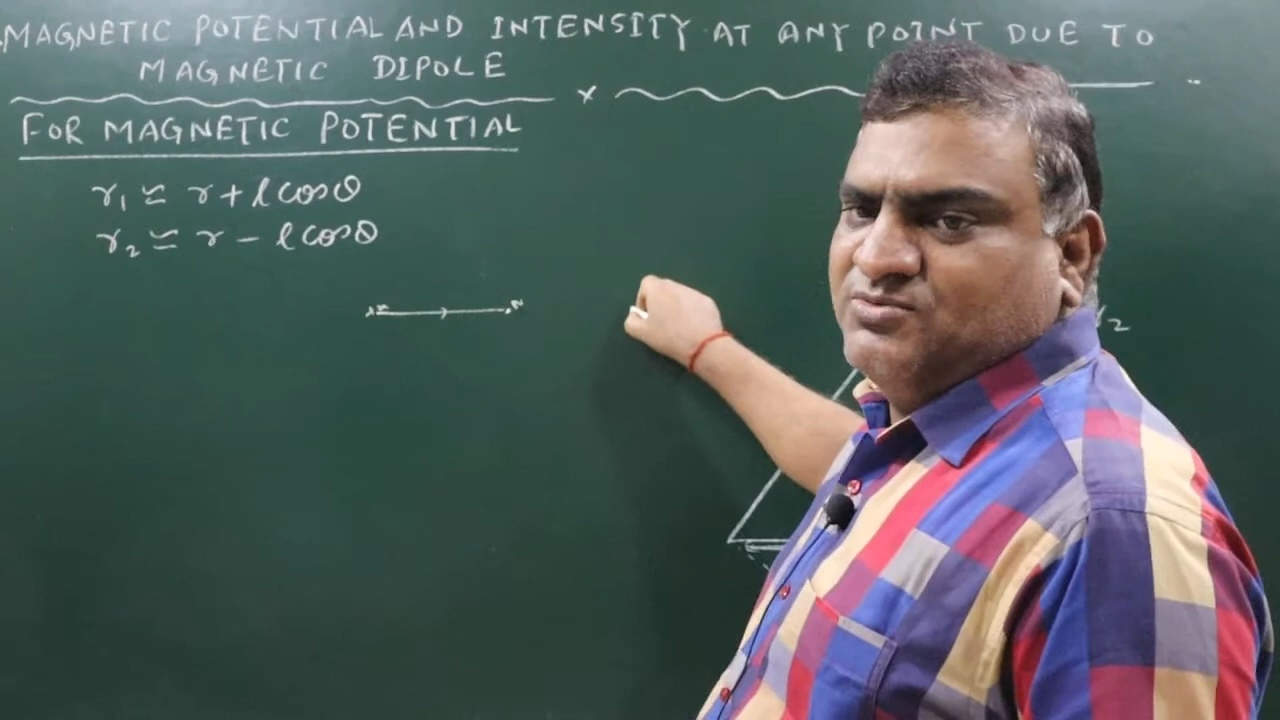 MAGNETIC POTENTIAL AND INTENSITY AT ANY POINT DUE TO
MAGNETIC DIPOLE
x
FOR MAGNETIC POTENTIAL
r₁ ≃ r + l cosθ
r₂ ≃ r − l cosθ
N